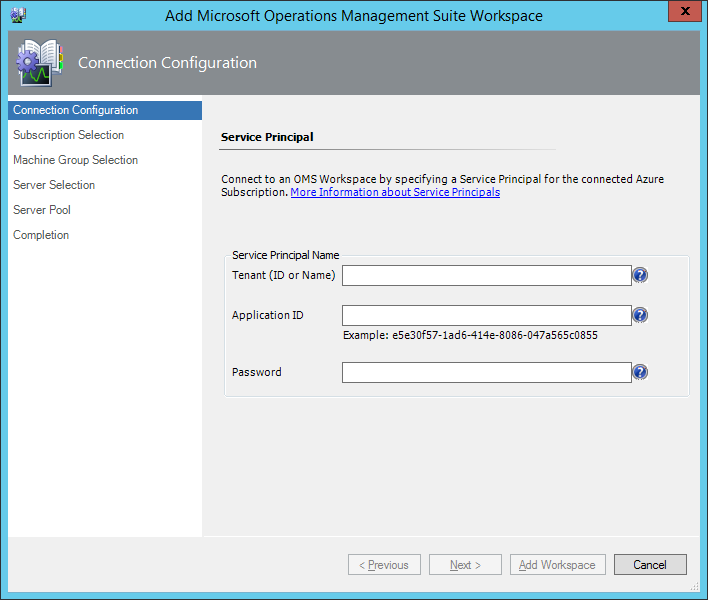 Add Microsoft Operations Management Suite Workspace
X
Connection Configuration
Connection Configuration
Subscription Selection
Machine Group Selection
Server Selection
Server Pool
Completion
Service Principal
Connect to an OMS Workspace by specifying a Service Principal for the connected Azure
Subscription. More Information about Service Principals
Service Principal Name
Tenant (ID or Name)
?
Application ID
?
Example: e5e30f57-1ad6-414e-8086-047a565c0855
Password
?
< Previous
Next >
Add Workspace
Cancel